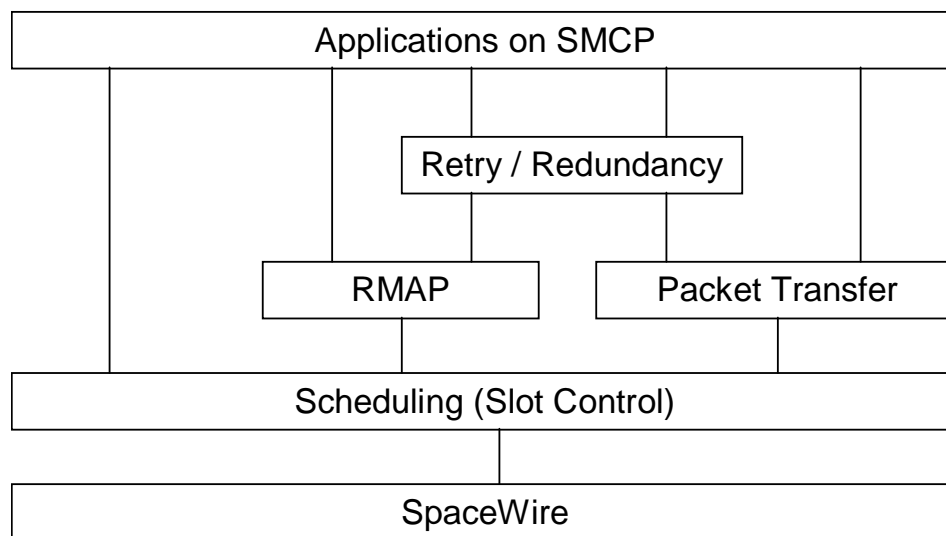 Applications on SMCP
Retry / Redundancy
RMAP
Packet Transfer
Scheduling (Slot Control)
SpaceWire